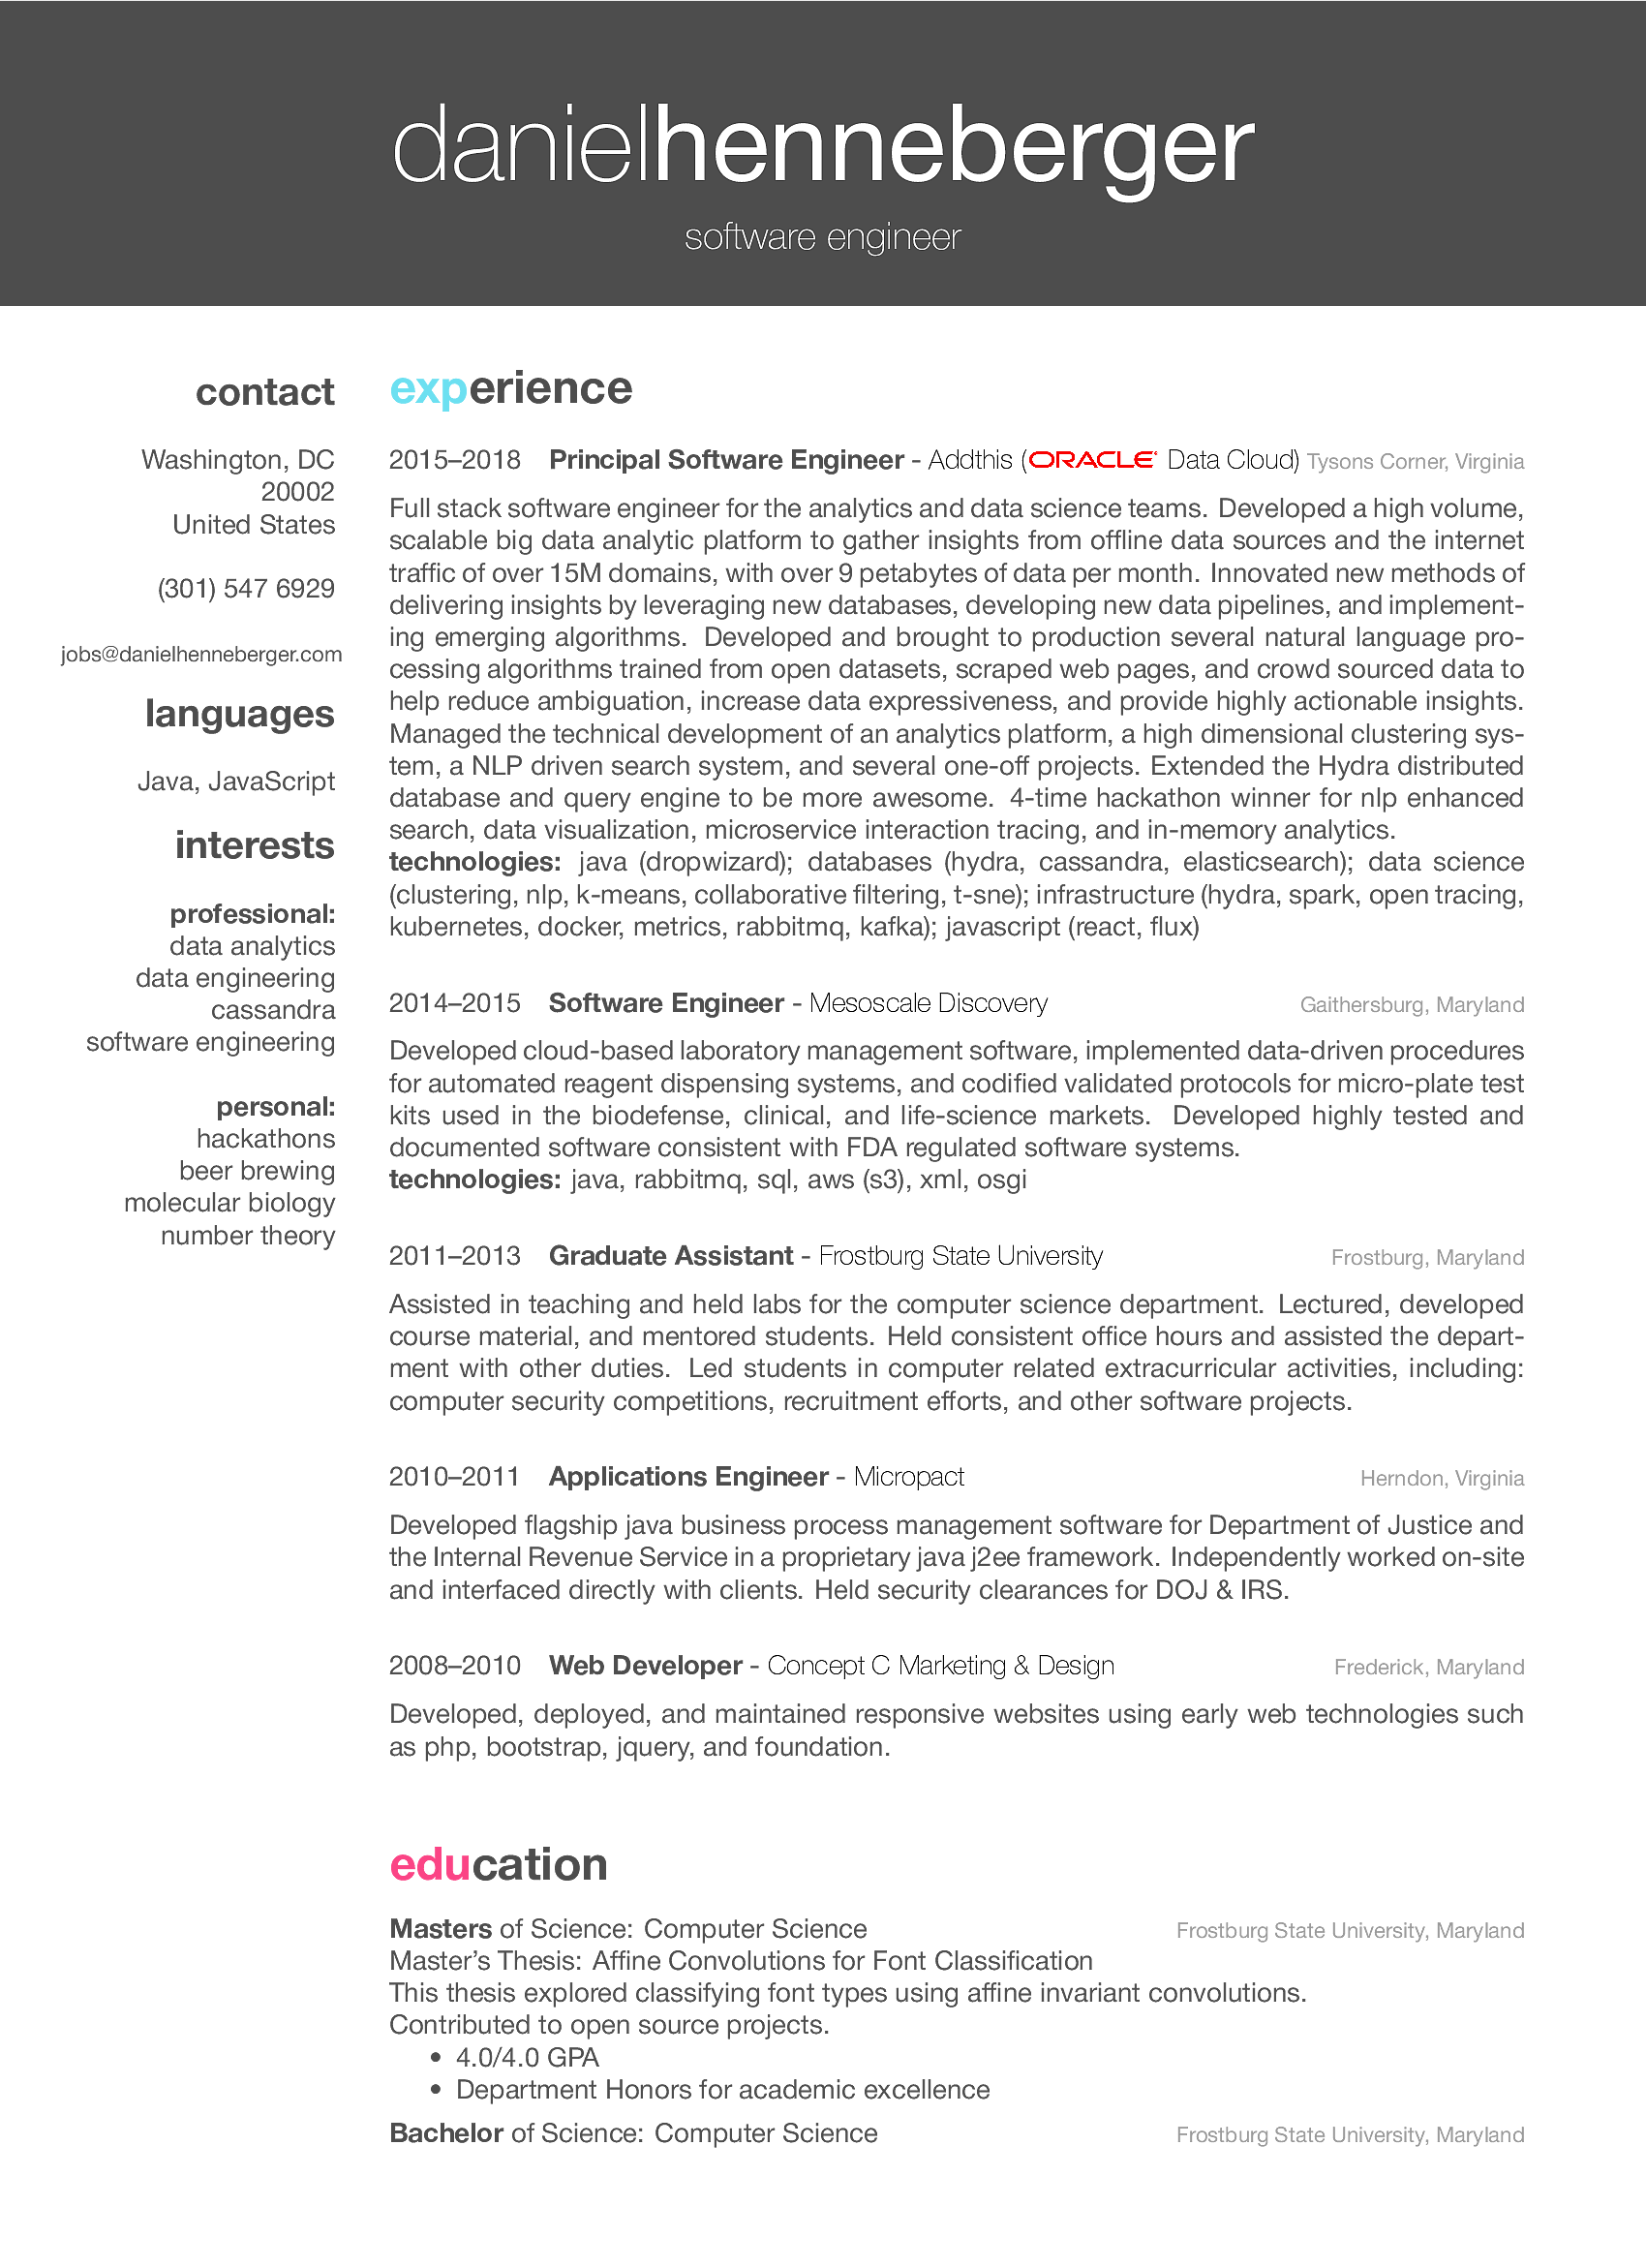 danielhenneberger
software engineer
contact
Washington, DC
20002
United States
(301) 547 6929
jobs@danielhenneberger.com
languages
Java, JavaScript
interests
professional:
data analytics
data engineering
cassandra
software engineering
personal:
hackathons
beer brewing
molecular biology
number theory
experience
2015–2018 Principal Software Engineer - Addthis (ORACLE Data Cloud) Tysons Corner, Virginia
Full stack software engineer for the analytics and data science teams. Developed a high volume,
scalable big data analytic platform to gather insights from offline data sources and the internet
traffic of over 15M domains, with over 9 petabytes of data per month. Innovated new methods of
delivering insights by leveraging new databases, developing new data pipelines, and implement-
ing emerging algorithms. Developed and brought to production several natural language pro-
cessing algorithms trained from open datasets, scraped web pages, and crowd sourced data to
help reduce ambiguation, increase data expressiveness, and provide highly actionable insights.
Managed the technical development of an analytics platform, a high dimensional clustering sys-
tem, a NLP driven search system, and several one-off projects. Extended the Hydra distributed
database and query engine to be more awesome. 4-time hackathon winner for nlp enhanced
search, data visualization, microservice interaction tracing, and in-memory analytics.
technologies: java (dropwizard); databases (hydra, cassandra, elasticsearch); data science
(clustering, nlp, k-means, collaborative filtering, t-sne); infrastructure (hydra, spark, open tracing,
kubernetes, docker, metrics, rabbitmq, kafka); javascript (react, flux)
2014–2015 Software Engineer - Mesoscale Discovery Gaithersburg, Maryland
Developed cloud-based laboratory management software, implemented data-driven procedures
for automated reagent dispensing systems, and codified validated protocols for micro-plate test
kits used in the biodefense, clinical, and life-science markets. Developed highly tested and
documented software consistent with FDA regulated software systems.
technologies: java, rabbitmq, sql, aws (s3), xml, osgi
2011–2013 Graduate Assistant - Frostburg State University Frostburg, Maryland
Assisted in teaching and held labs for the computer science department. Lectured, developed
course material, and mentored students. Held consistent office hours and assisted the depart-
ment with other duties. Led students in computer related extracurricular activities, including:
computer security competitions, recruitment efforts, and other software projects.
2010–2011 Applications Engineer - Micropact Herndon, Virginia
Developed flagship java business process management software for Department of Justice and
the Internal Revenue Service in a proprietary java j2ee framework. Independently worked on-site
and interfaced directly with clients. Held security clearances for DOJ & IRS.
2008–2010 Web Developer - Concept C Marketing & Design Frederick, Maryland
Developed, deployed, and maintained responsive websites using early web technologies such
as php, bootstrap, jquery, and foundation.
education
Masters of Science: Computer Science Frostburg State University, Maryland
Master's Thesis: Affine Convolutions for Font Classification
This thesis explored classifying font types using affine invariant convolutions.
Contributed to open source projects.
• 4.0/4.0 GPA
• Department Honors for academic excellence
Bachelor of Science: Computer Science Frostburg State University, Maryland